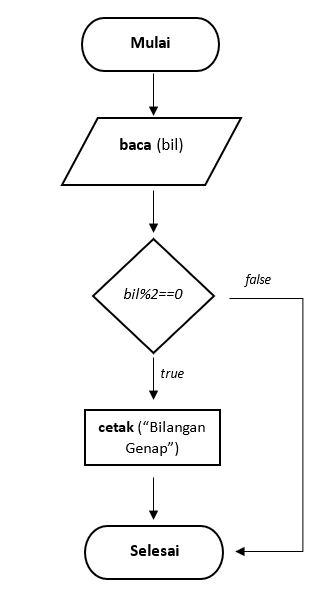 Mulai
baca (bil)
bil%2==0
false
true
cetak (“Bilangan
Genap”)
Selesai